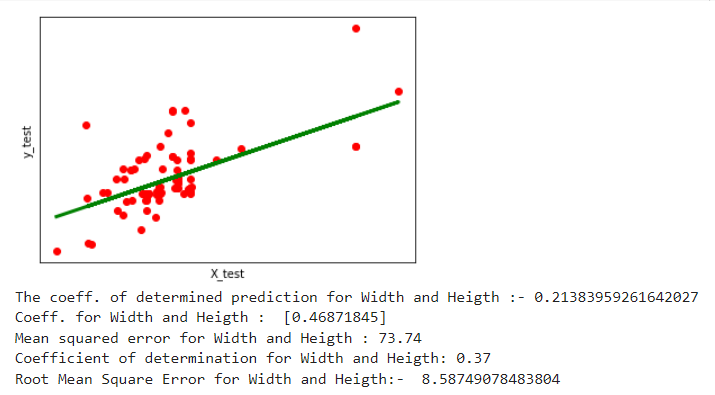 y_test
X_test
The coeff. of determined prediction for Width and Heigth :- 0.21383959261642027
Coeff. for Width and Heigth :  [0.46871845]
Mean squared error for Width and Heigth : 73.74
Coefficient of determination for Width and Heigth: 0.37
Root Mean Square Error for Width and Heigth:-  8.58749078483804